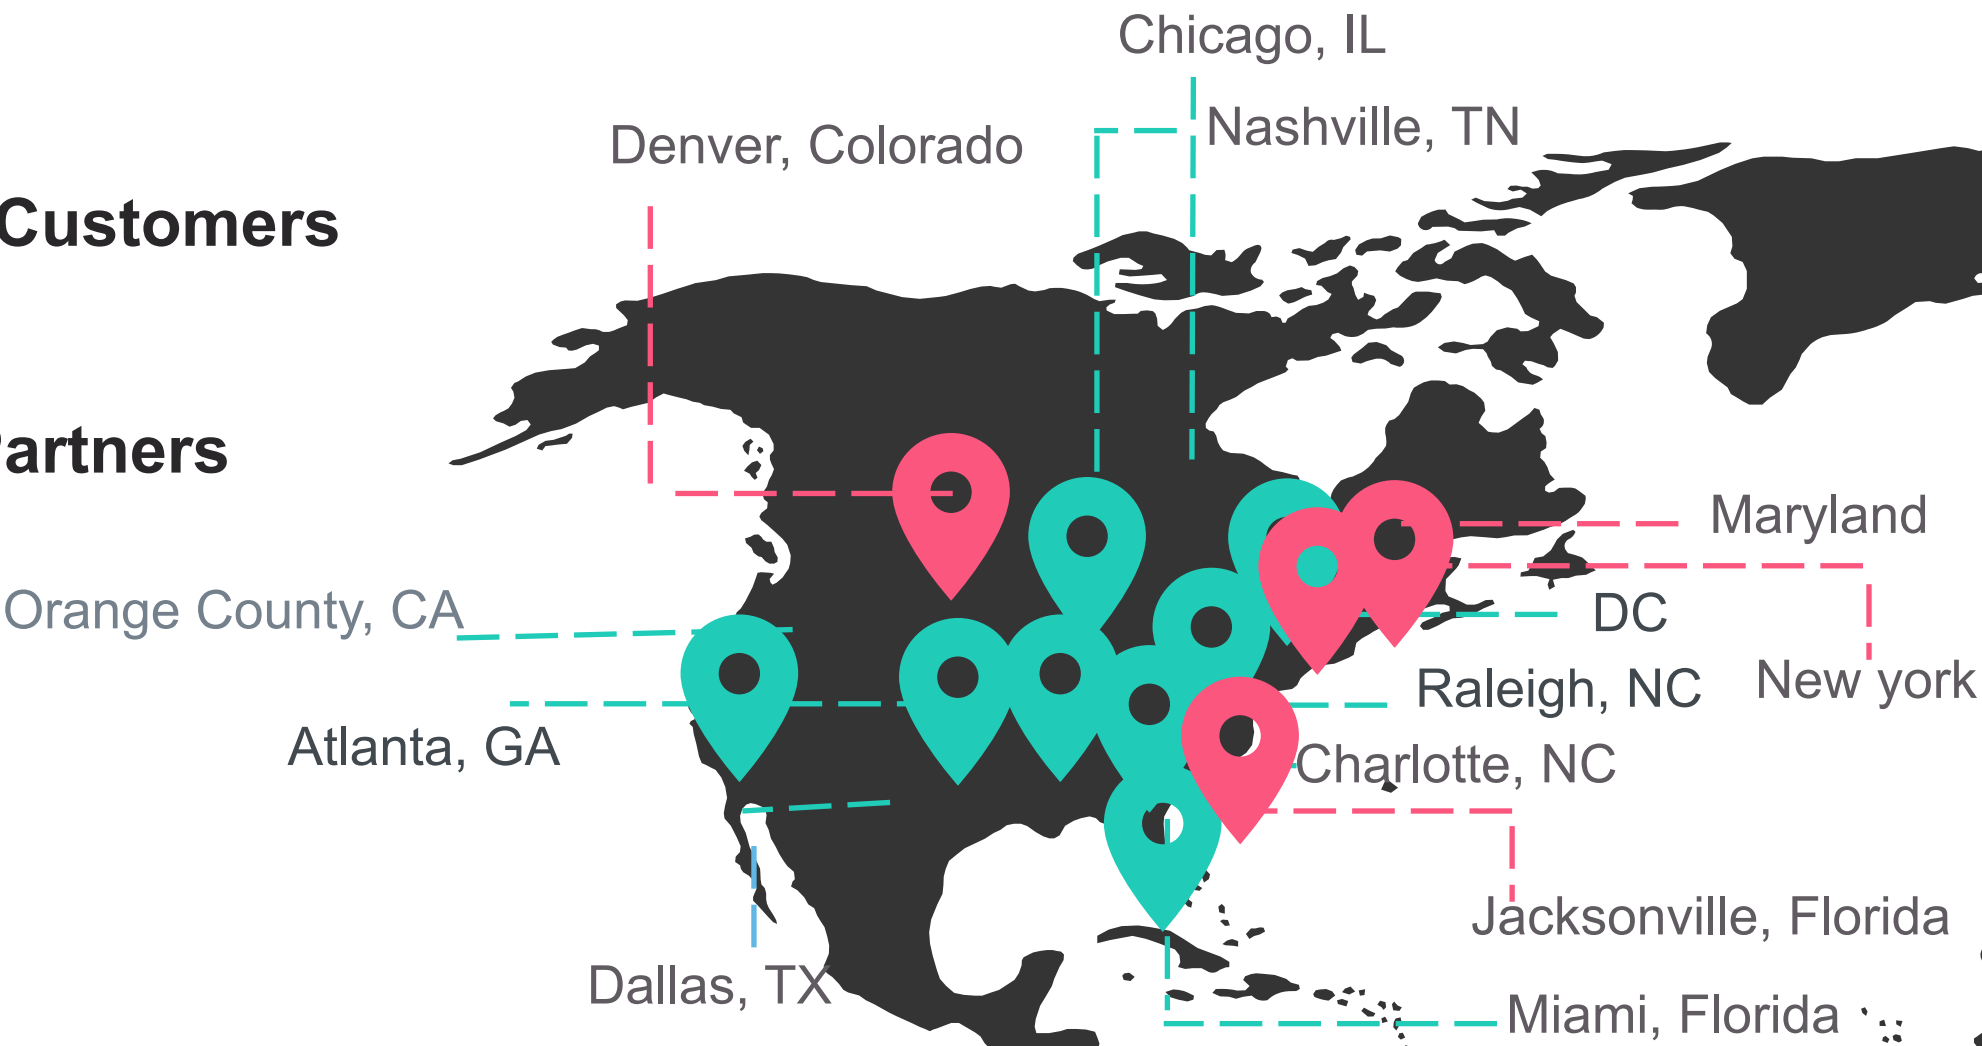 Chicago, IL
Nashville, TN
Denver, Colorado
Customers
Partners
Maryland
Orange County, CA
DC
New york
Raleigh, NC
Atlanta, GA
Charlotte, NC
Jacksonville, Florida
Dallas, TX
Miami, Florida